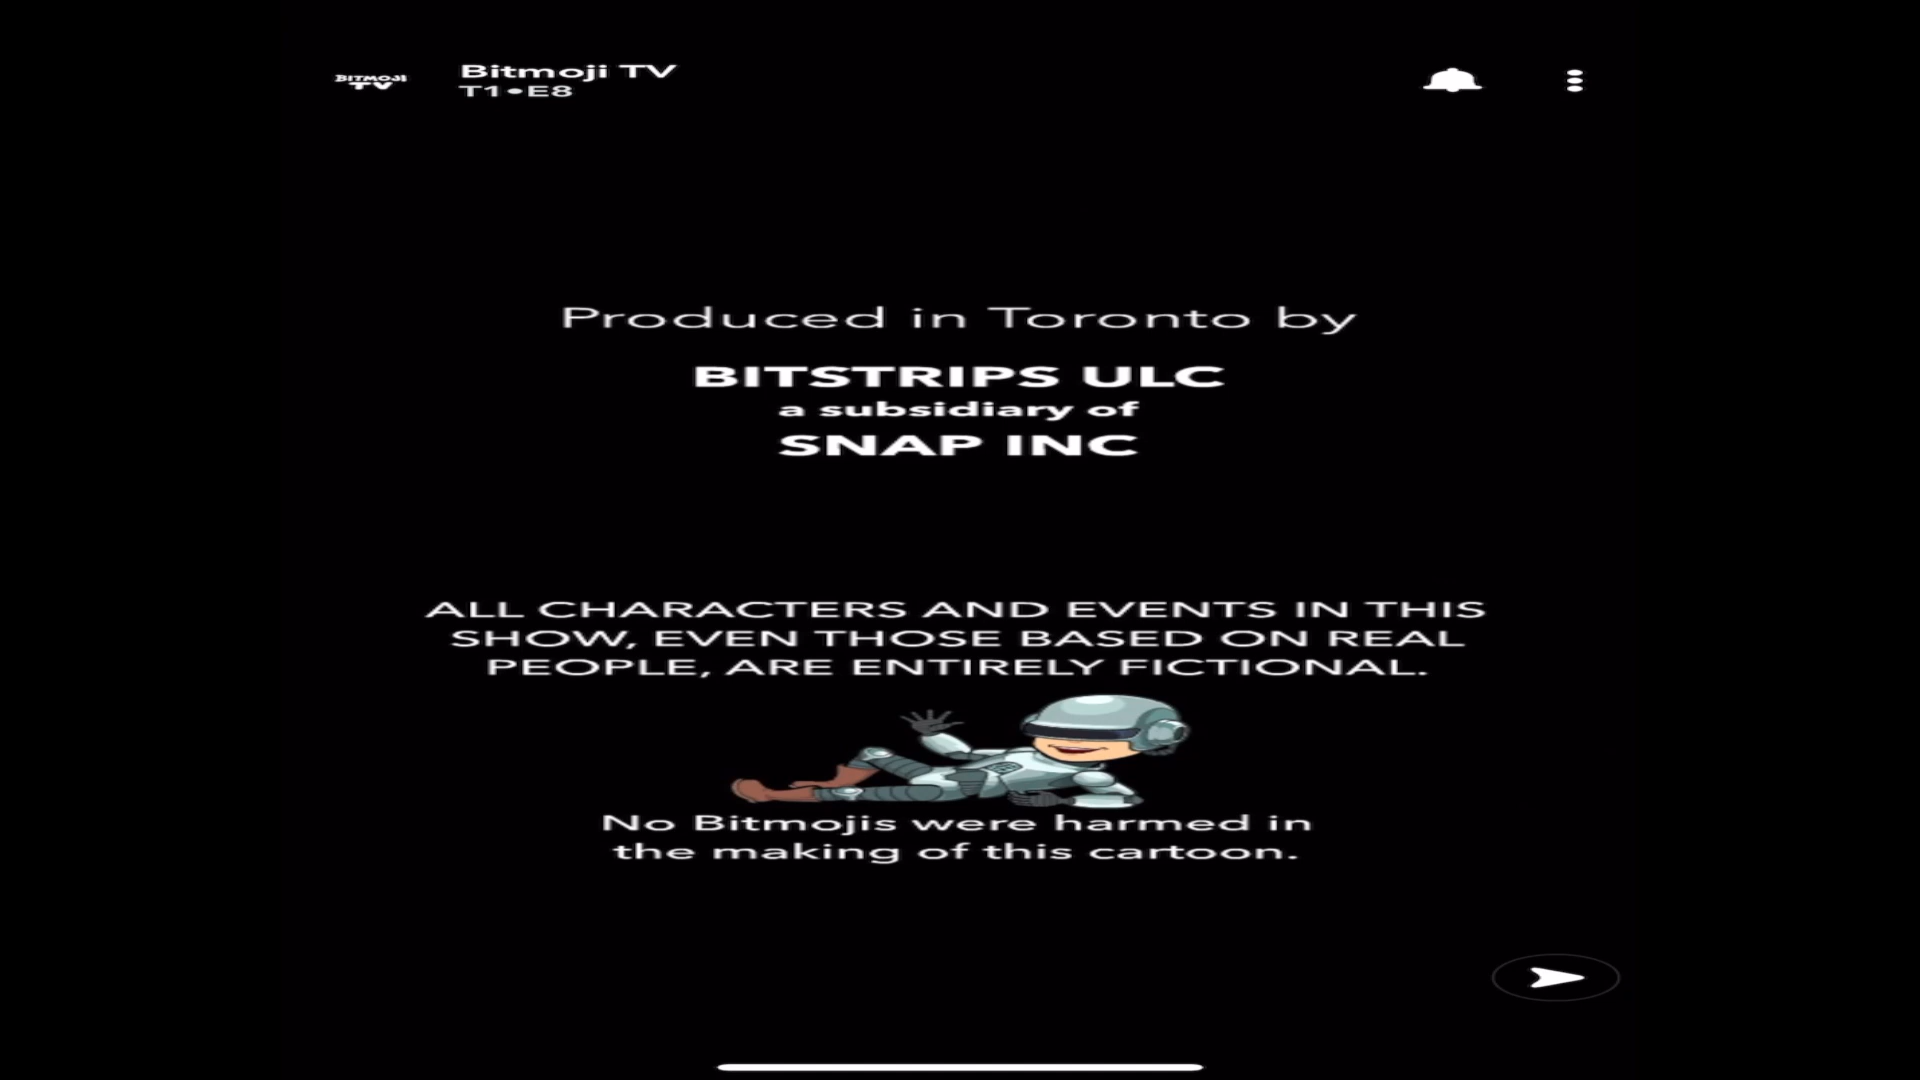 BITMOJI
TV
Bitmoji TV
T1•E8
Produced in Toronto by
BITSTRIPS ULC
a subsidiary of
SNAP INC
ALL CHARACTERS AND EVENTS IN THIS
SHOW, EVEN THOSE BASED ON REAL
PEOPLE, ARE ENTIRELY FICTIONAL.
No Bitmojis were harmed in
the making of this cartoon.